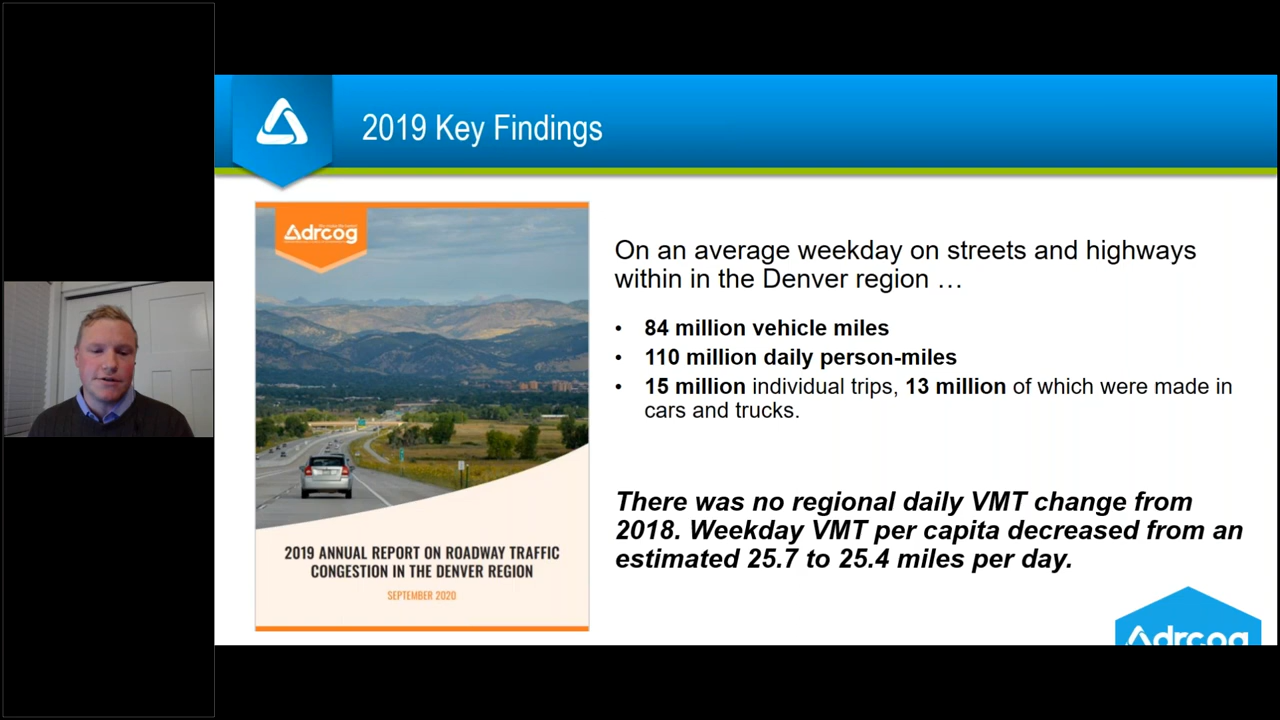 2019 Key Findings
drcog
2019 ANNUAL REPORT ON ROADWAY TRAFFIC
CONGESTION IN THE DENVER REGION
SEPTEMBER 2020
On an average weekday on streets and highways
within in the Denver region …
• 84 million vehicle miles
• 110 million daily person-miles
• 15 million individual trips, 13 million of which were made in
cars and trucks.
There was no regional daily VMT change from
2018. Weekday VMT per capita decreased from an
estimated 25.7 to 25.4 miles per day.
drcog